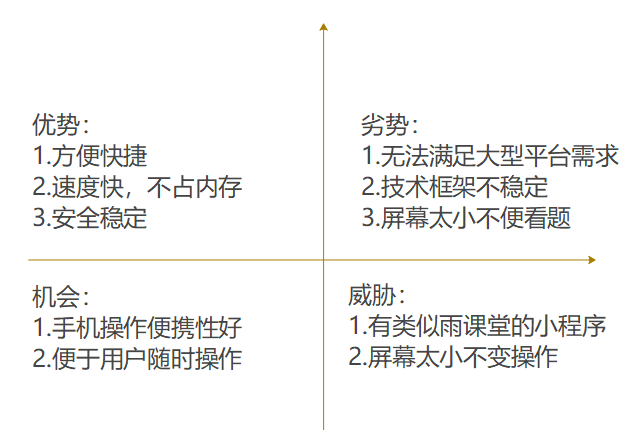 优势：
1.方便快捷
2.速度快，不占内存
3.安全稳定
劣势：
1.无法满足大型平台需求
2.技术框架不稳定
3.屏幕太小不便看题
机会：
1.手机操作便携性好
2.便于用户随时操作
威胁：
1.有类似雨课堂的小程序
2.屏幕太小不变操作